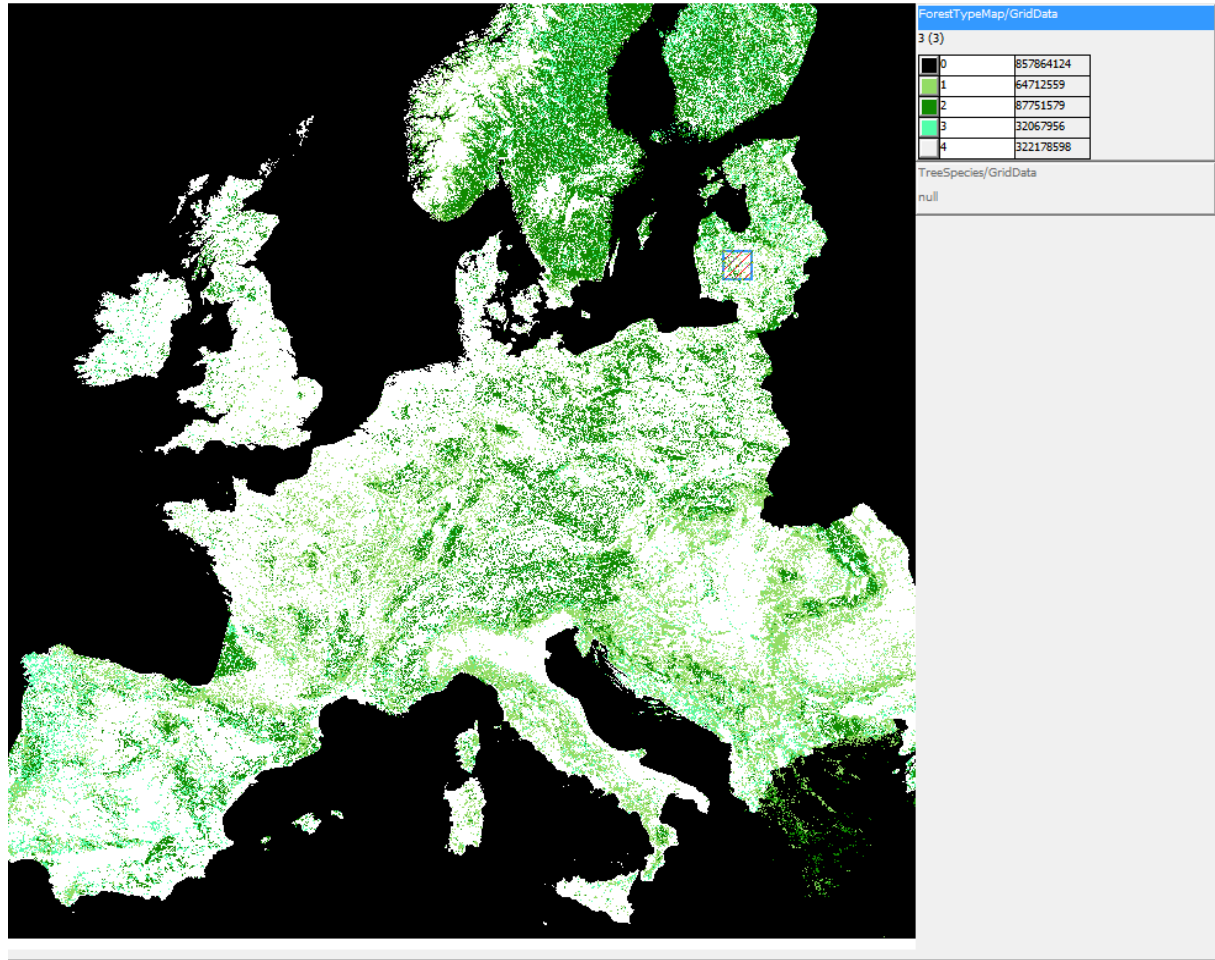 ForestTypeMap/GridData
3 (3)
0 857864124
1 64712559
2 87751579
3 32067956
4 322178598
TreeSpecies/GridData
null